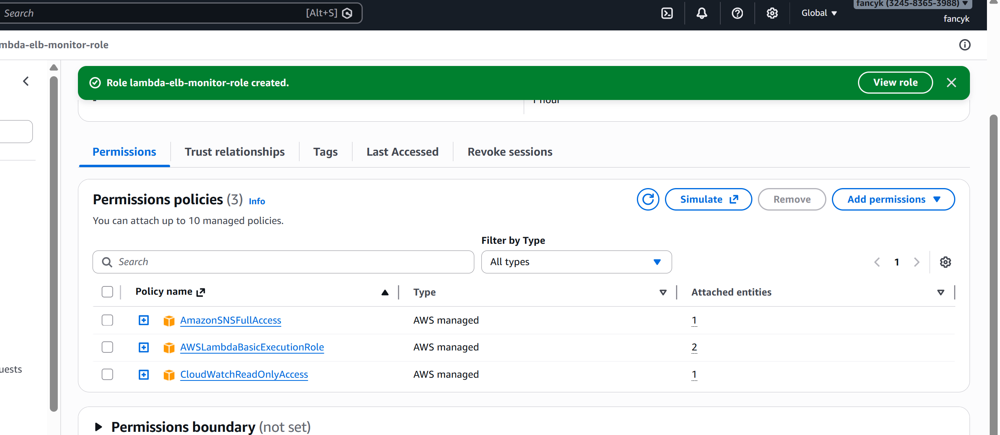 Search [Alt+S] Global fancyk (3245-8365-3988)
fancyk
mbda-elb-monitor-role
Role lambda-elb-monitor-role created. View role
1 hour
Permissions Trust relationships Tags Last Accessed Revoke sessions
Permissions policies (3) Info Simulate Remove Add permissions
You can attach up to 10 managed policies.
Filter by Type
Search All types 1
Policy name Type Attached entities
AmazonSNSFullAccess AWS managed 1
AWSLambdaBasicExecutionRole AWS managed 2
uests
CloudWatchReadOnlyAccess AWS managed 1
Permissions boundary (not set)